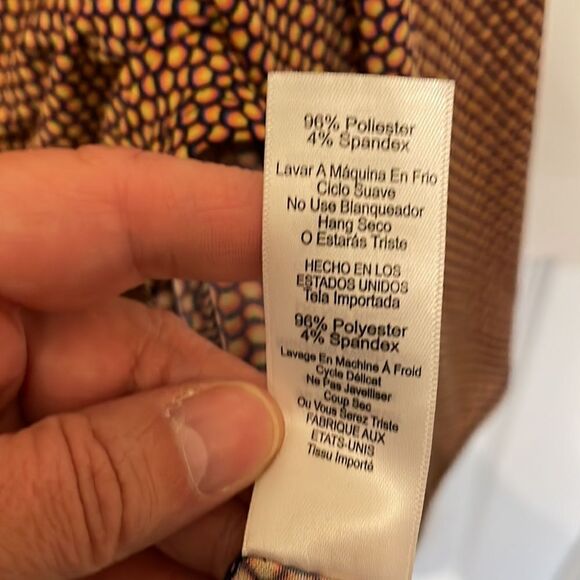 96% Poliester
4% Spandex
Lavar A Máquina En Frio
Ciclo Suave
No Use Blanqueador
Hang Seco
O Estarás Triste
HECHO EN LOS
ESTADOS UNIDOS
Tela Importada
96% Polyester
4% Spandex
Lavage En Machine Á Froid
Cycle Délicat
Ne Pas Javelliser
Coup Sec
Ou Vous Serez Triste
FABRIQUE AUX
ETATS-UNIS
Tissu Importé